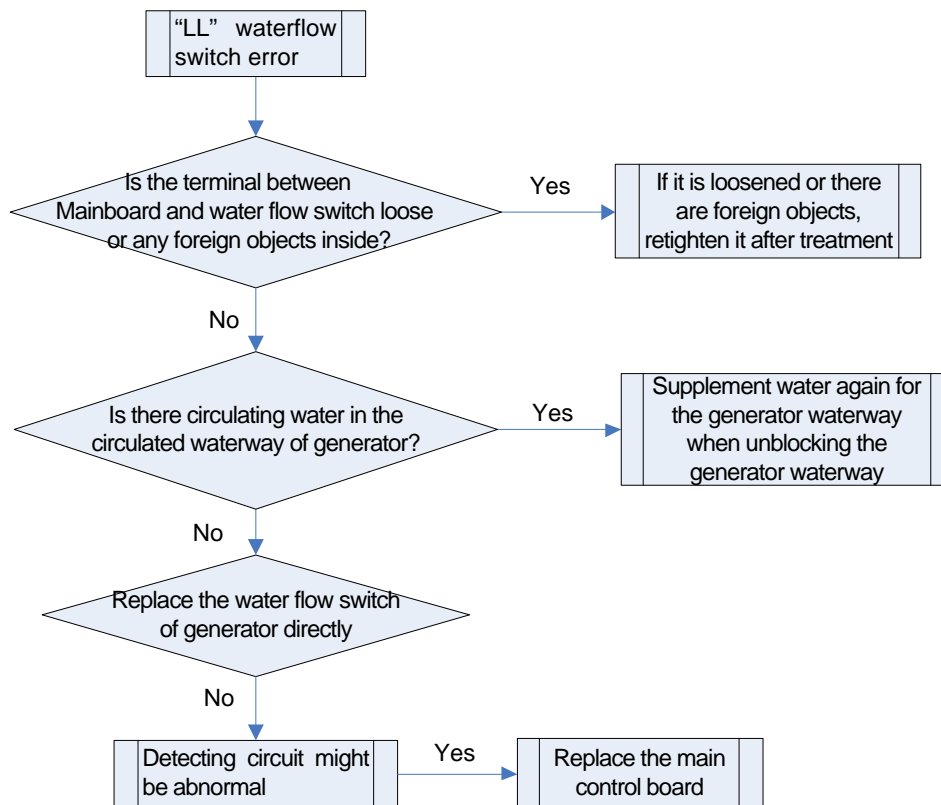 “LL” waterflow
switch error
Is the terminal between
Mainboard and water flow switch loose
or any foreign objects inside?
Yes
If it is loosened or there
are foreign objects,
retighten it after treatment
No
Is there circulating water in the
circulated waterway of generator?
Yes
Supplement water again for
the generator waterway
when unblocking the
generator waterway
No
Replace the water flow switch
of generator directly
No
Detecting circuit might
be abnormal
Yes
Replace the main
control board